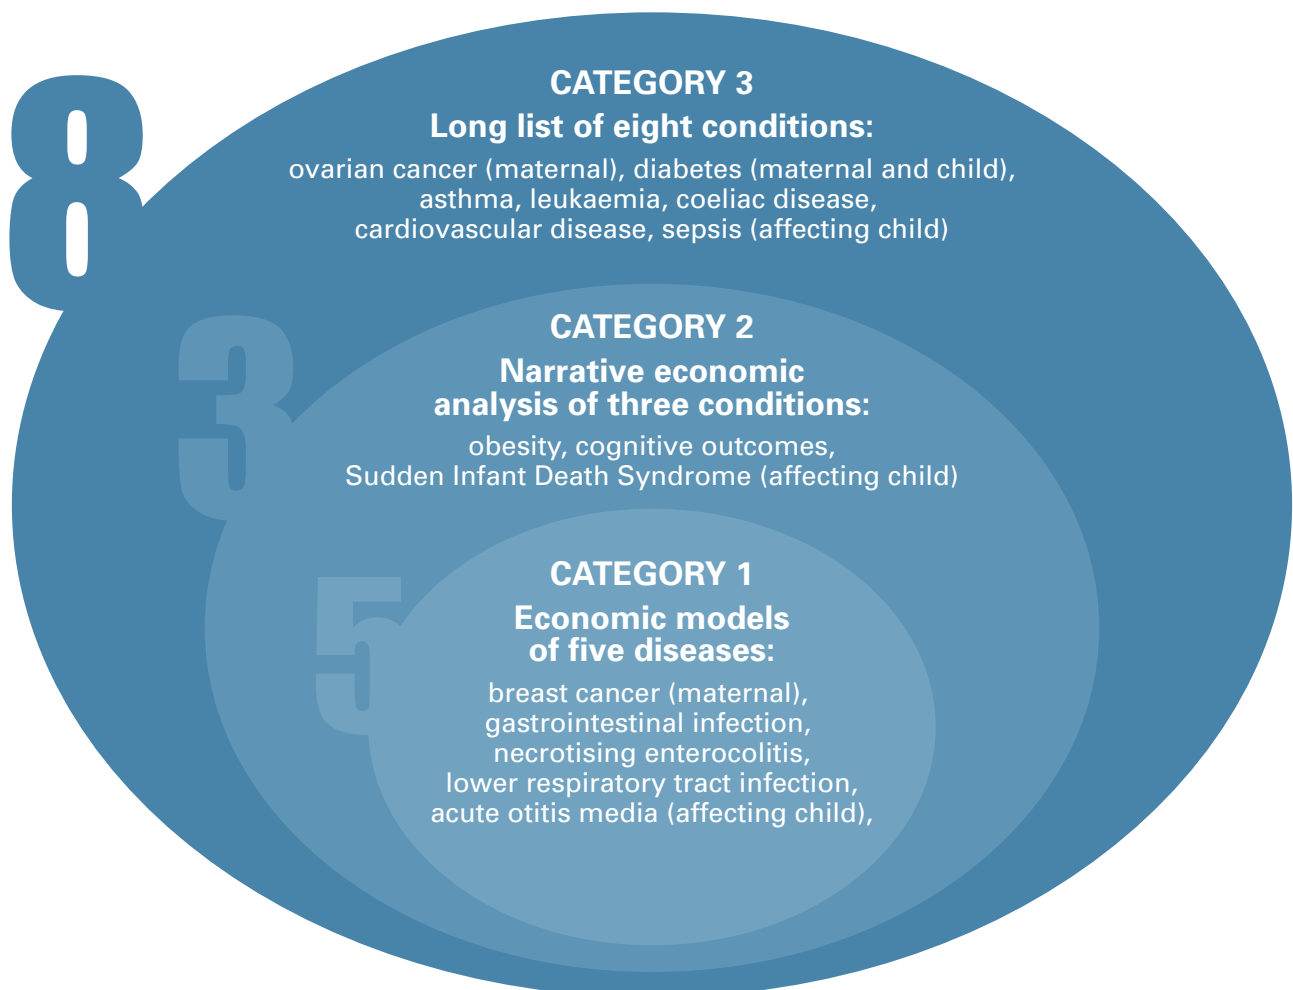 8
CATEGORY 3
Long list of eight conditions:
ovarian cancer (maternal), diabetes (maternal and child),
asthma, leukaemia, coeliac disease,
cardiovascular disease, sepsis (affecting child)
3
CATEGORY 2
Narrative economic
analysis of three conditions:
obesity, cognitive outcomes,
Sudden Infant Death Syndrome (affecting child)
5
CATEGORY 1
Economic models
of five diseases:
breast cancer (maternal),
gastrointestinal infection,
necrotising enterocolitis,
lower respiratory tract infection,
acute otitis media (affecting child),